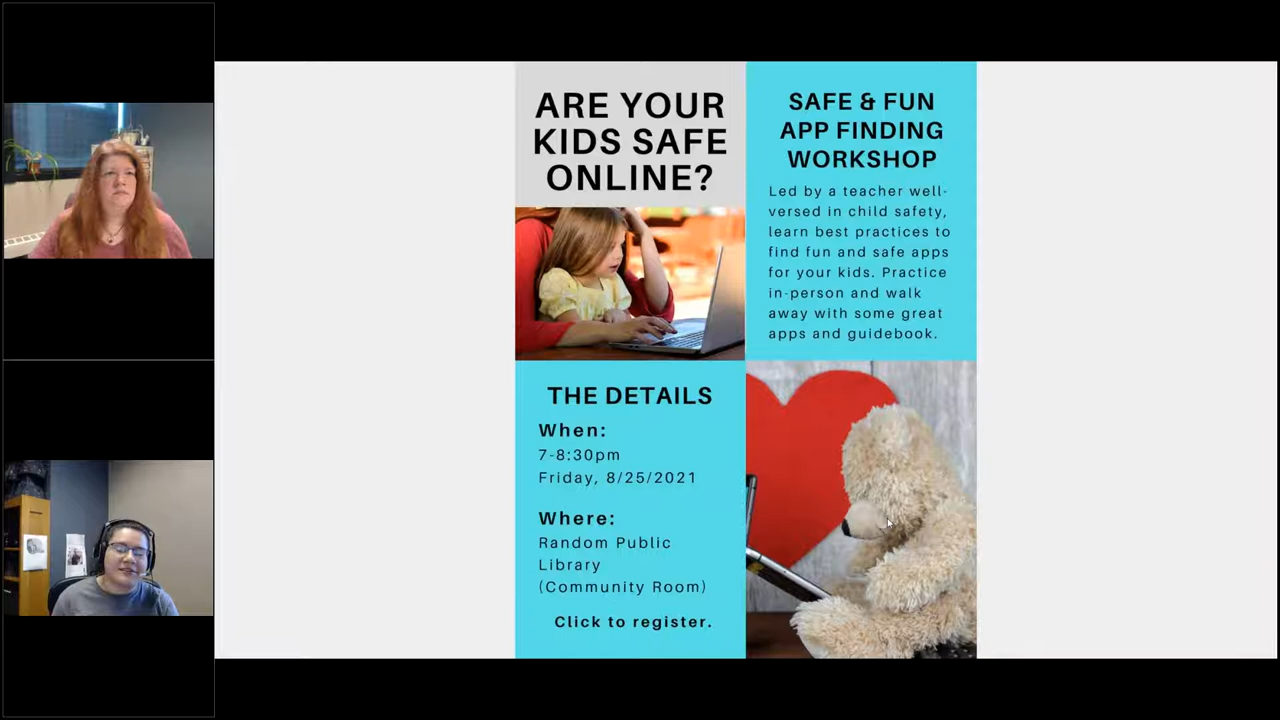 ARE YOUR
KIDS SAFE
ONLINE?
SAFE & FUN
APP FINDING
WORKSHOP
Led by a teacher well-
versed in child safety,
learn best practices to
find fun and safe apps
for your kids. Practice
in-person and walk
away with some great
apps and guidebook.
THE DETAILS
When:
7-8:30pm
Friday, 8/25/2021
Where:
Random Public
Library
(Community Room)
Click to register.